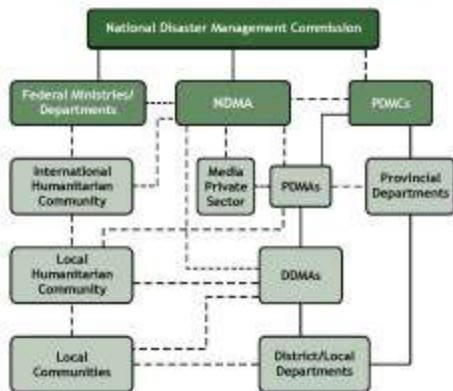 National Disaster Management Commission
Federal Ministries/
Departments
NDMA
PDMCs
International
Humanitarian
Community
Media
Private
Sector
PDMAs
Provincial
Departments
Local
Humanitarian
Community
DDMAs
Local
Communities
District/Local
Departments